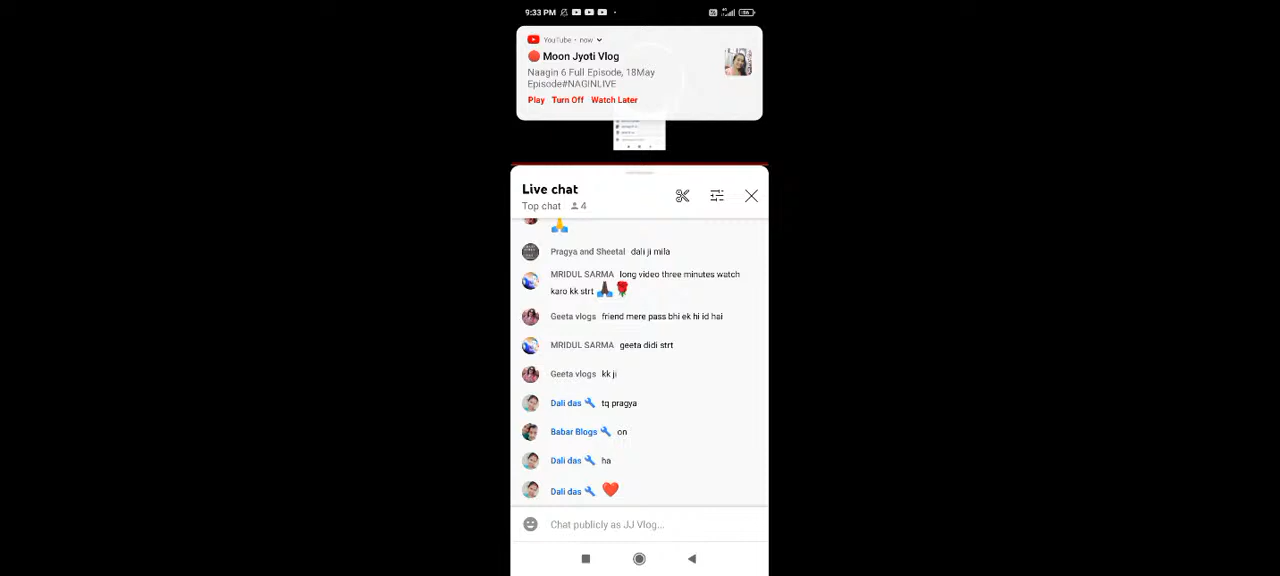 9:33 PM
YouTube • now
🔴 Moon Jyoti Vlog
Naagin 6 Full Episode, 18May
Episode#NAGINLIVE
Play Turn Off Watch Later
Live chat
Top chat 4
🙏
Pragya and Sheetal dali ji mila
MRIDUL SARMA long video three minutes watch
karo kk strt 🙏🏿🌹
Geeta vlogs friend mere pass bhi ek hi id hai
MRIDUL SARMA geeta didi strt
Geeta vlogs kk ji
Dali das 🔧 tq pragya
Babar Blogs 🔧 on
Dali das 🔧 ha
Dali das 🔧 ❤️
Chat publicly as JJ Vlog...